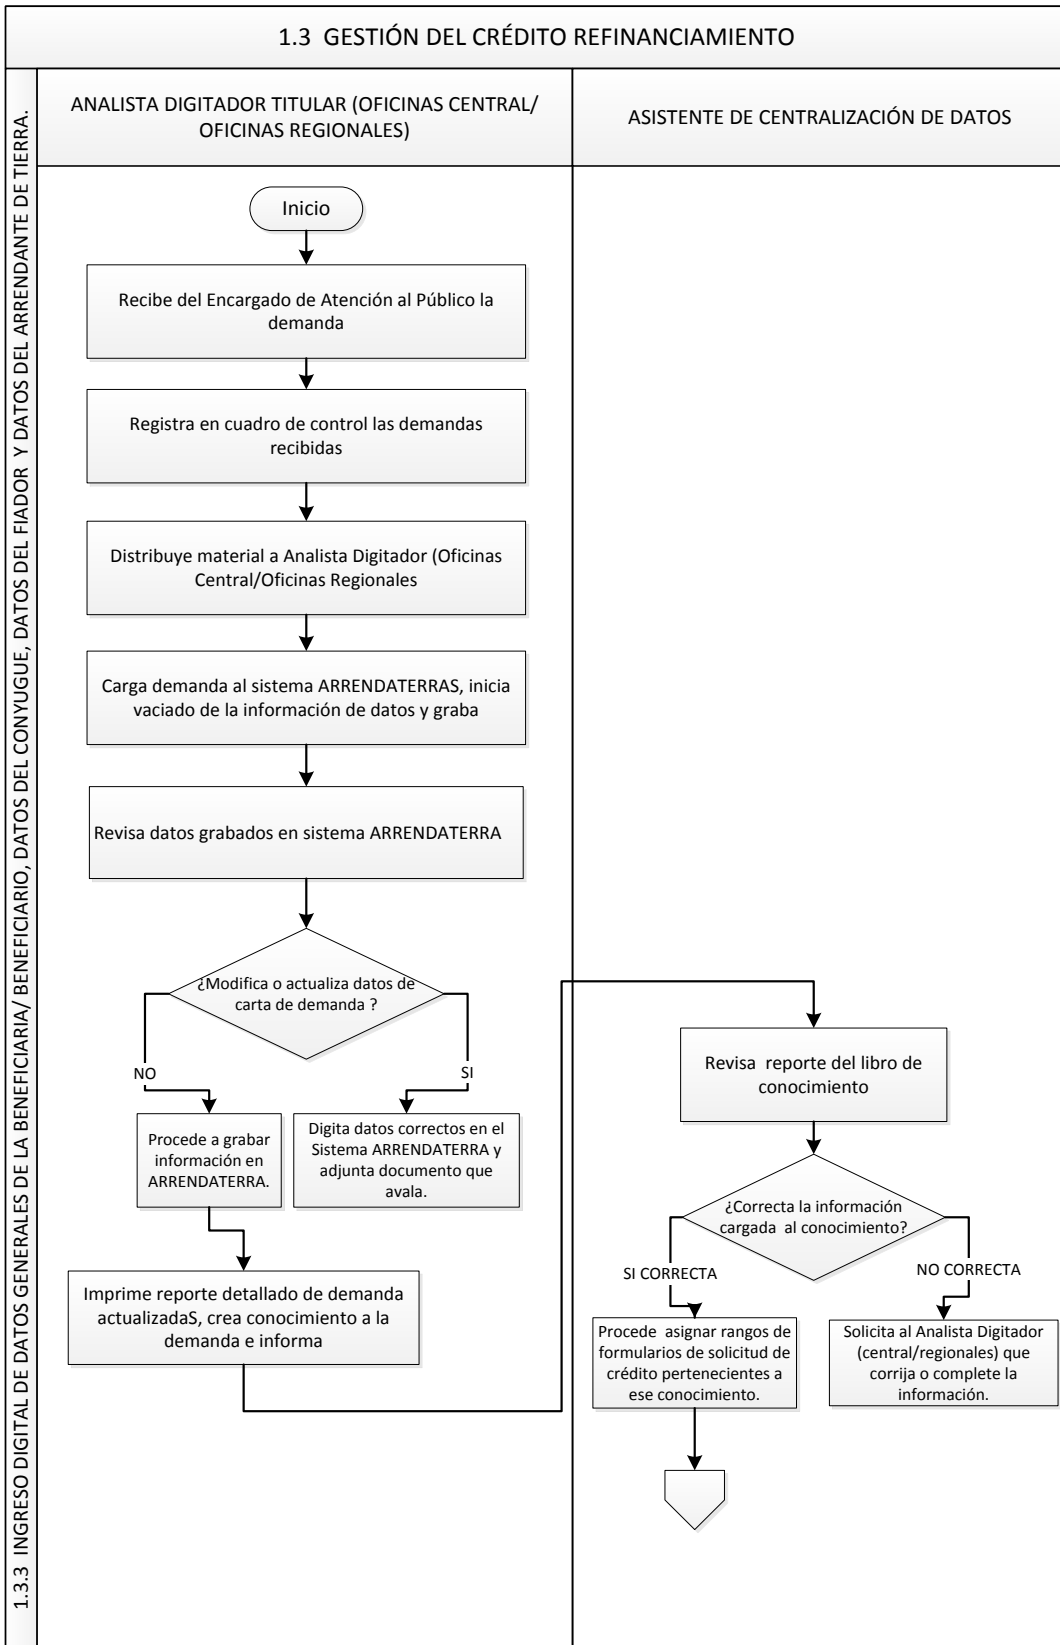 1.3 GESTIÓN DEL CRÉDITO REFINANCIAMIENTO
1.3.3 INGRESO DIGITAL DE DATOS GENERALES DE LA BENEFICIARIA/ BENEFICIARIO, DATOS DEL CONYUGUE, DATOS DEL FIADOR Y DATOS DEL ARRENDANTE DE TIERRA.
ANALISTA DIGITADOR TITULAR (OFICINAS CENTRAL/
OFICINAS REGIONALES)
ASISTENTE DE CENTRALIZACIÓN DE DATOS
Inicio
Recibe del Encargado de Atención al Público la
demanda
Registra en cuadro de control las demandas
recibidas
Distribuye material a Analista Digitador (Oficinas
Central/Oficinas Regionales
Carga demanda al sistema ARRENDATERRAS, inicia
vaciado de la información de datos y graba
Revisa datos grabados en sistema ARRENDATERRA
¿Modifica o actualiza datos de
carta de demanda ?
NO
SI
Procede a grabar
información en
ARRENDATERRA.
Digita datos correctos en el
Sistema ARRENDATERRA y
adjunta documento que
avala.
Imprime reporte detallado de demanda
actualizadaS, crea conocimiento a la
demanda e informa
Revisa reporte del libro de
conocimiento
¿Correcta la información
cargada al conocimiento?
SI CORRECTA
NO CORRECTA
Procede asignar rangos de
formularios de solicitud de
crédito pertenecientes a
ese conocimiento.
Solicita al Analista Digitador
(central/regionales) que
corrija o complete la
información.